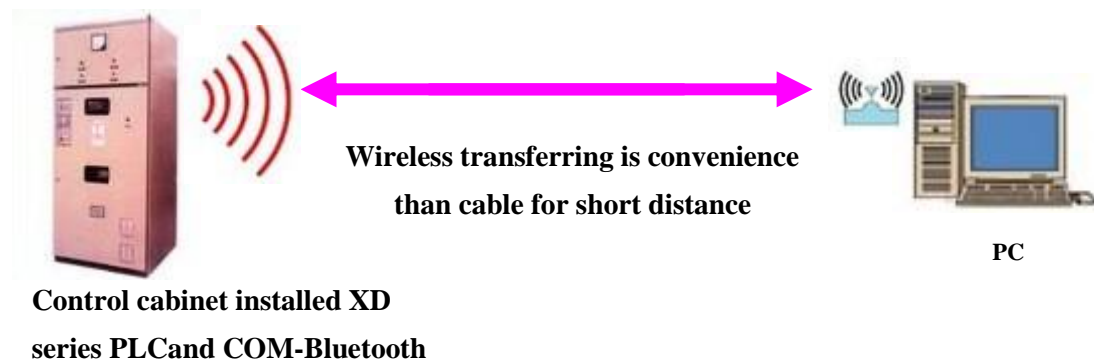 Wireless transferring is convenience
than cable for short distance
PC
Control cabinet installed XD
series PLCand COM-Bluetooth